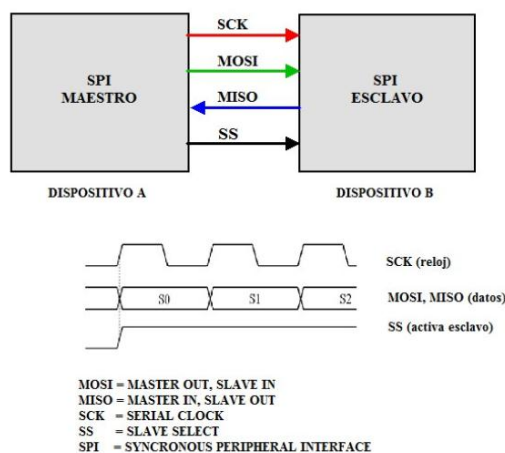 SCK
MOSI
MISO
SS
SPI
MAESTRO
SPI
ESCLAVO
DISPOSITIVO A
DISPOSITIVO B
SCK (reloj)
S0
S1
S2
MOSI, MISO (datos)
SS (activa esclavo)
MOSI = MASTER OUT, SLAVE IN
MISO = MASTER IN, SLAVE OUT
SCK = SERIAL CLOCK
SS = SLAVE SELECT
SPI = SYNCRONOUS PERIPHERAL INTERFACE